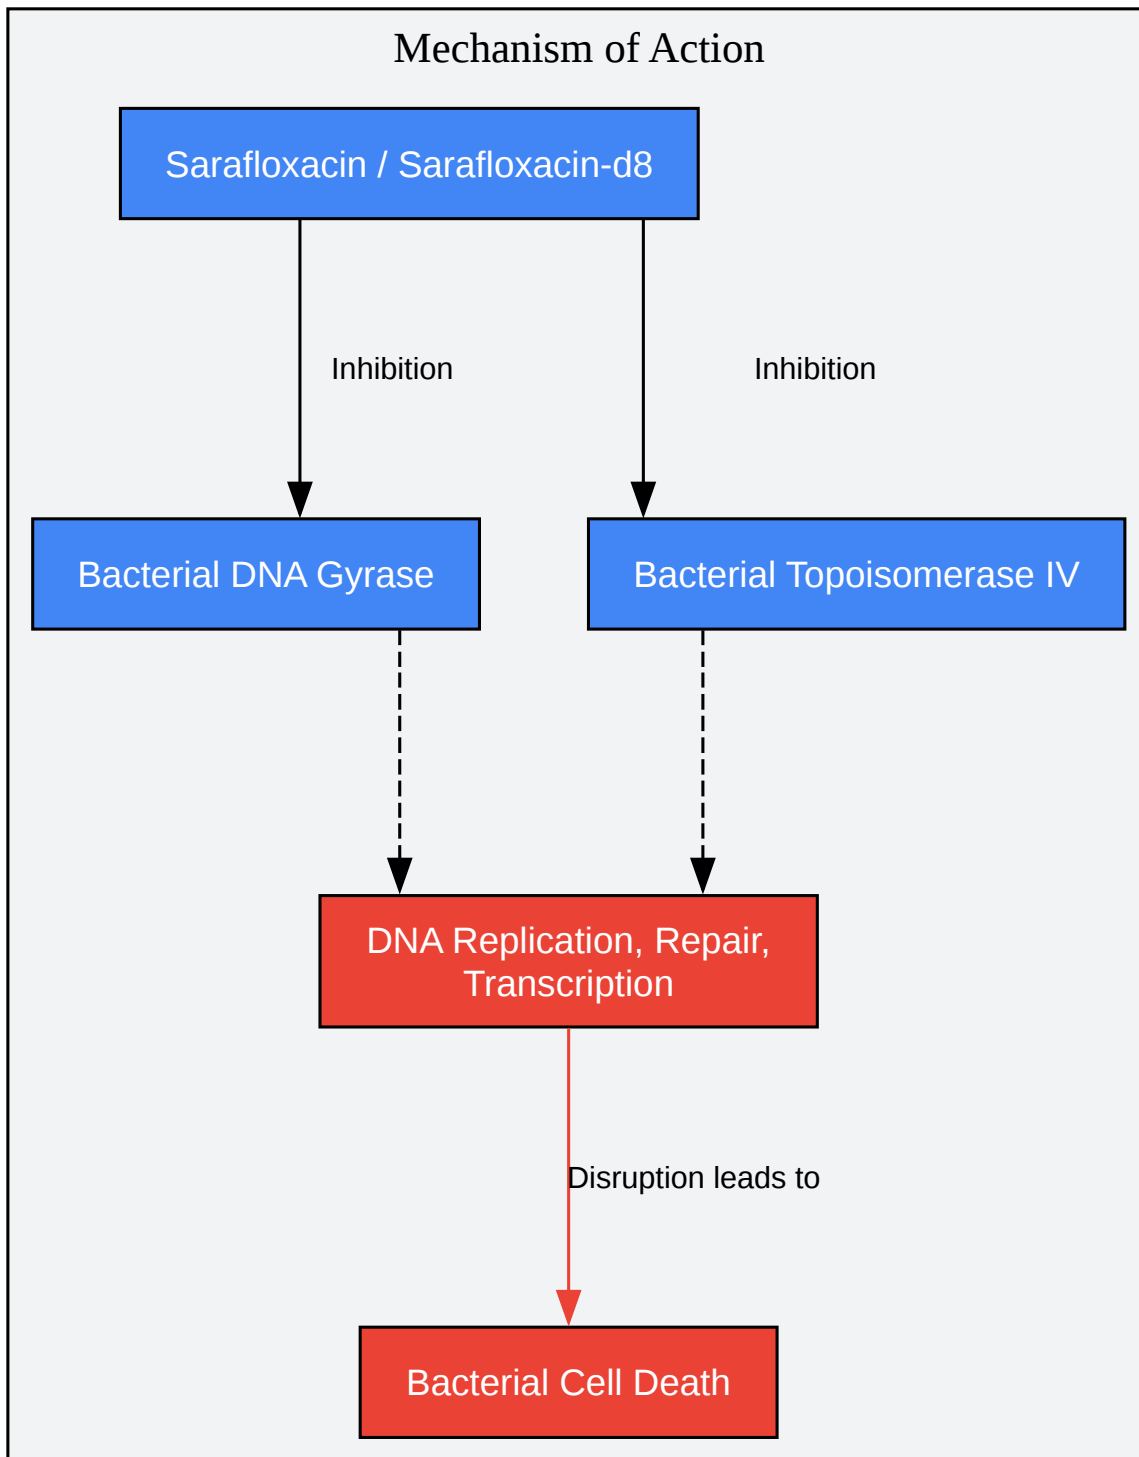 Mechanism of Action
Sarafloxacin / Sarafloxacin-d8
Inhibition
Inhibition
Bacterial DNA Gyrase
Bacterial Topoisomerase IV
DNA Replication, Repair,
Transcription
Disruption leads to
Bacterial Cell Death